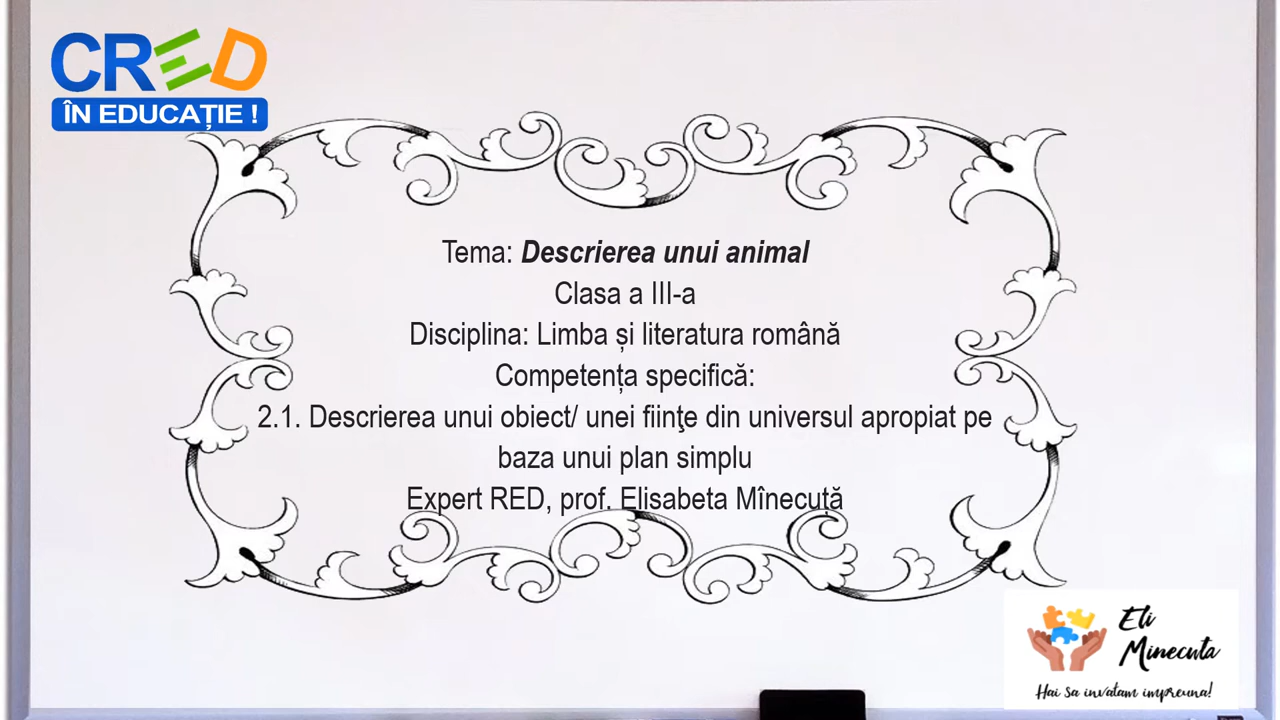 CRED
ÎN EDUCAȚIE !
Tema: Descrierea unui animal
Clasa a III-a
Disciplina: Limba și literatura română
Competența specifică:
2.1. Descrierea unui obiect/ unei fiinţe din universul apropiat pe
baza unui plan simplu
Expert RED, prof. Elisabeta Mînecuță
Eli
Minecuta
Hai sa invatam impreuna!